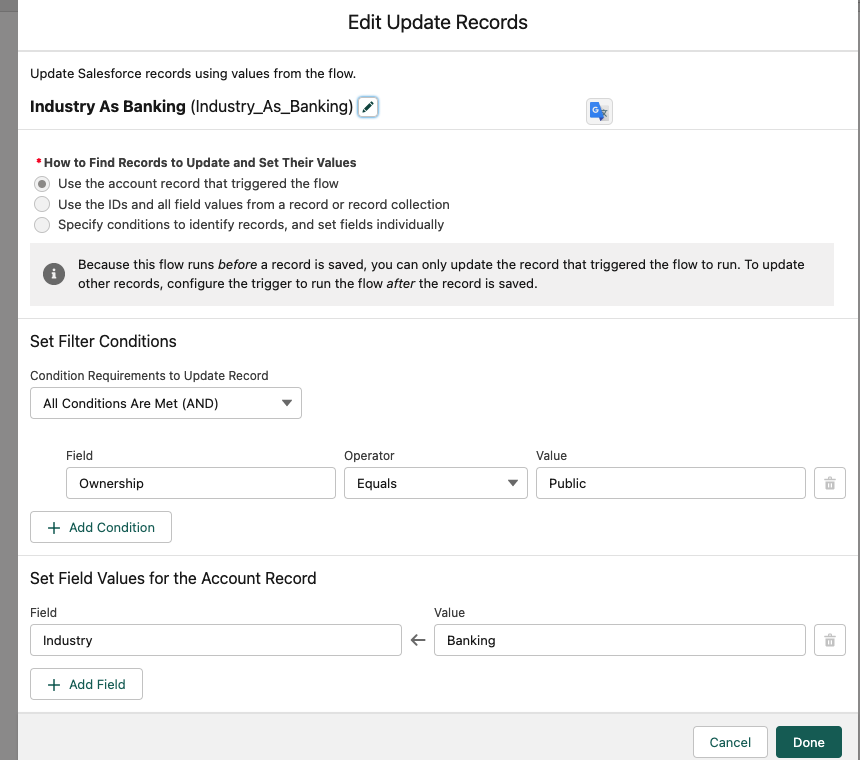 Edit Update Records
Update Salesforce records using values from the flow.
Industry As Banking (Industry_As_Banking)
G
*How to Find Records to Update and Set Their Values
Use the account record that triggered the flow
Use the IDs and all field values from a record or record collection
Specify conditions to identify records, and set fields individually
Because this flow runs before a record is saved, you can only update the record that triggered the flow to run. To update
other records, configure the trigger to run the flow after the record is saved.
Set Filter Conditions
Condition Requirements to Update Record
All Conditions Are Met (AND)
Field Operator Value
Ownership Equals Public
+ Add Condition
Set Field Values for the Account Record
Field Value
Industry ← Banking
+ Add Field
Cancel Done